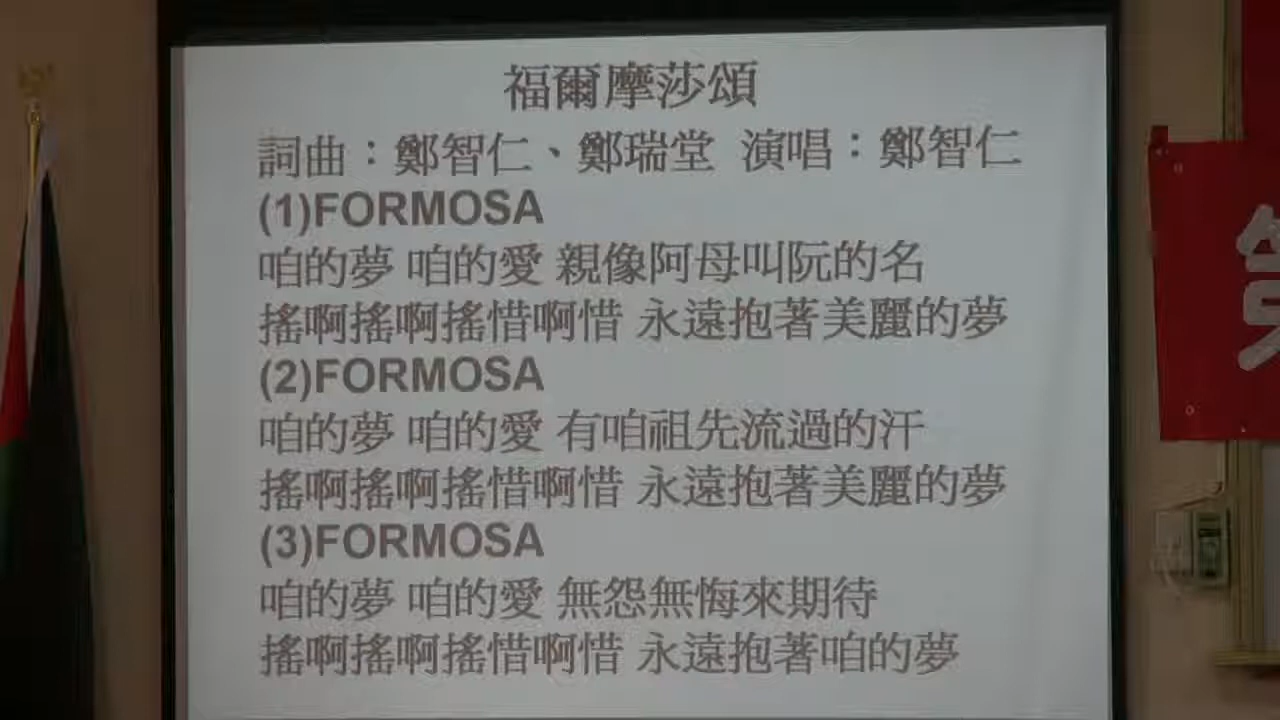 福爾摩莎頌
詞曲：鄭智仁、鄭瑞堂 演唱：鄭智仁
(1)FORMOSA
咱的夢 咱的愛 親像阿母叫阮的名
搖啊搖啊搖惜啊惜 永遠抱著美麗的夢
(2)FORMOSA
咱的夢 咱的愛 有咱祖先流過的汗
搖啊搖啊搖惜啊惜 永遠抱著美麗的夢
(3)FORMOSA
咱的夢 咱的愛 無怨無悔來期待
搖啊搖啊搖惜啊惜 永遠抱著咱的夢